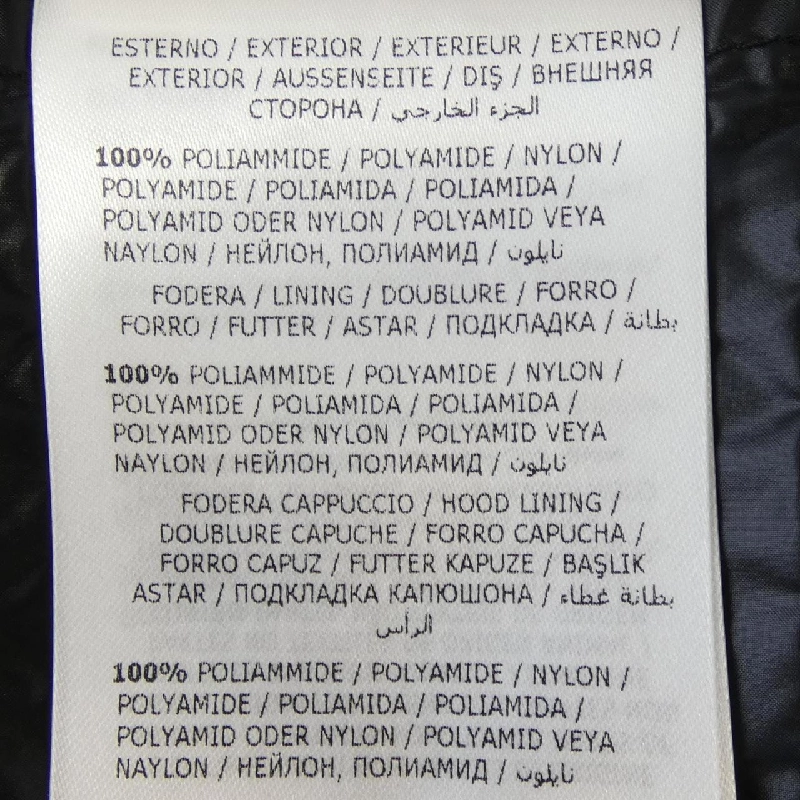 ESTERNO / EXTERIOR / EXTERIEUR / EXTERNO /
EXTERIOR / AUSSENSEITE / DIŞ / ВНЕШНЯЯ
СТОРОНА / الجزء الخارجي
100% POLIAMMIDE / POLYAMIDE / NYLON /
POLYAMIDE / POLIAMIDA / POLIAMIDA /
POLYAMID ODER NYLON / POLYAMID VEYA
NAYLON / НЕЙЛОН, ПОЛИАМИД / نايلون
FODERA / LINING / DOUBLURE / FORRO /
FORRO / FUTTER / ASTAR / ПОДКЛАДКА / بطانة
100% POLIAMMIDE / POLYAMIDE / NYLON /
POLYAMIDE / POLIAMIDA / POLIAMIDA /
POLYAMID ODER NYLON / POLYAMID VEYA
NAYLON / НЕЙЛОН, ПОЛИАМИД / نايلون
FODERA CAPPUCCIO / HOOD LINING /
DOUBLURE CAPUCHE / FORRO CAPUCHA /
FORRO CAPUZ / FUTTER KAPUZE / BAŞLIK
ASTAR / ПОДКЛАДКА КАПЮШОНА / بطانة غطاء
الرأس
100% POLIAMMIDE / POLYAMIDE / NYLON /
POLYAMIDE / POLIAMIDA / POLIAMIDA /
POLYAMID ODER NYLON / POLYAMID VEYA
NAYLON / НЕЙЛОН, ПОЛИАМИД / نايلون